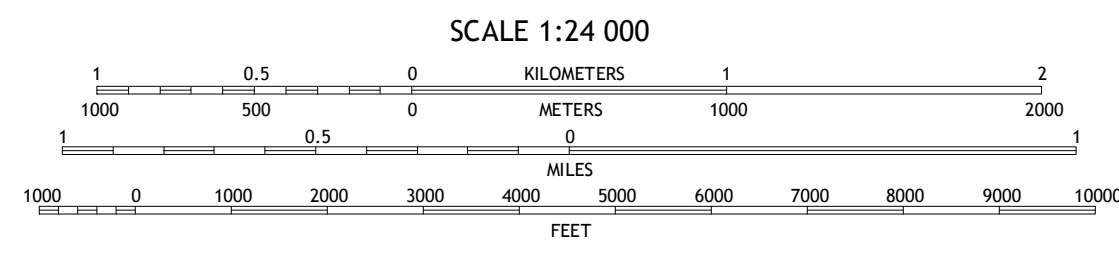 SCALE 1:24 000
1 0.5 0 KILOMETERS 1 2
1000 500 0 METERS 1000 2000
1 0.5 0 1
MILES
1000 0 1000 2000 3000 4000 5000 6000 7000 8000 9000 10000
FEET